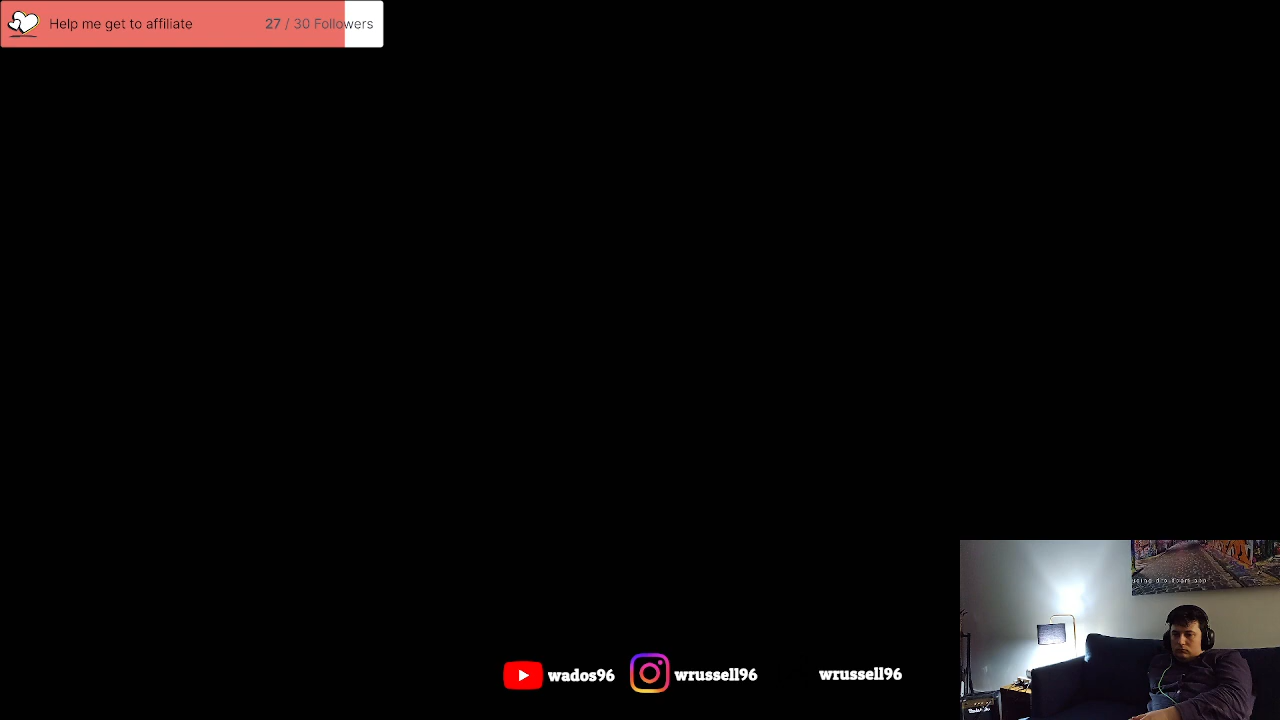 Help me get to affiliate 27 / 30 Followers
wados96 wrussell96 wrussell96